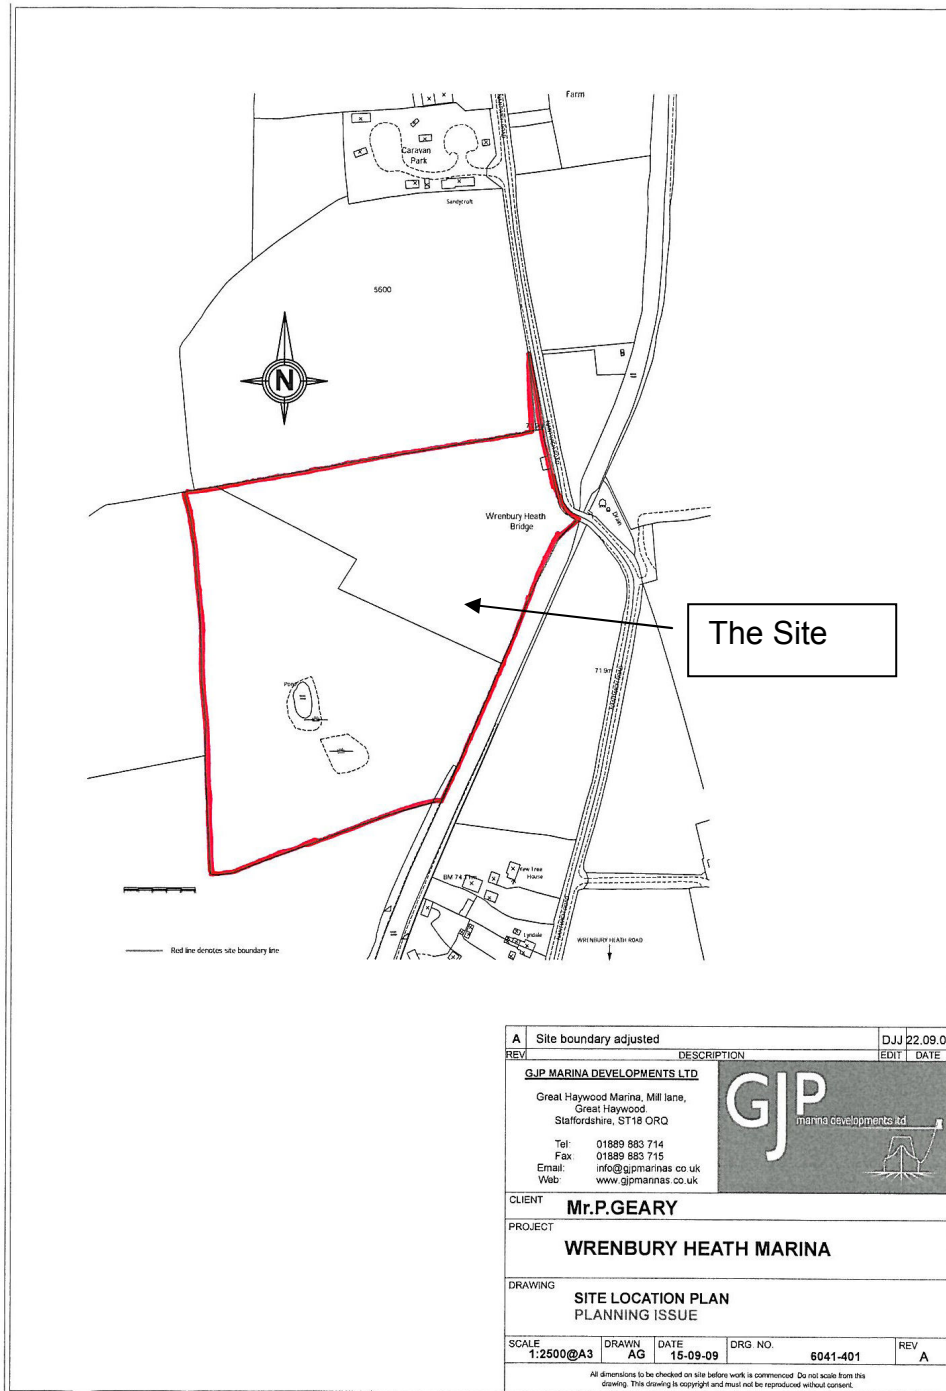 Farm
Caravan
Park
Sandycroft
5600
N
Wrenbury Heath
Bridge
Drain
The Site
71.9m
Pond
Yew Tree
House
BM 74.71m
Lyndale
WRENBURY HEATH ROAD
Red line denotes site boundary line
A Site boundary adjusted DJJ 22.09.0
REV DESCRIPTION EDIT DATE
GJP MARINA DEVELOPMENTS LTD
Great Haywood Marina, Mill lane,
Great Haywood.
Staffordshire, ST18 ORQ
Tel: 01889 883 714
Fax: 01889 883 715
Email: info@gjpmarinas.co.uk
Web: www.gjpmarinas.co.uk
GJP
marina developments ltd
CLIENT Mr.P.GEARY
PROJECT
WRENBURY HEATH MARINA
DRAWING
SITE LOCATION PLAN
PLANNING ISSUE
SCALE DRAWN DATE DRG. NO. REV
1:2500@A3 AG 15-09-09 6041-401 A
All dimensions to be checked on site before work is commenced Do not scale from this
drawing. This drawing is copyright and must not be reproduced without consent.